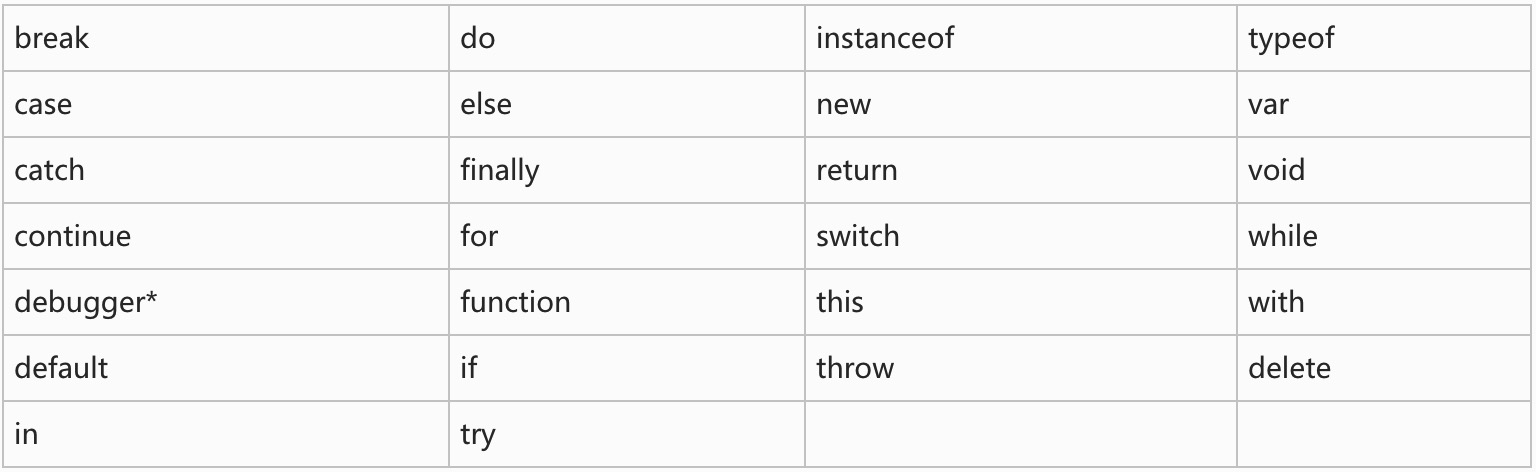 break do instanceof typeof
case else new var
catch finally return void
continue for switch while
debugger* function this with
default if throw delete
in try